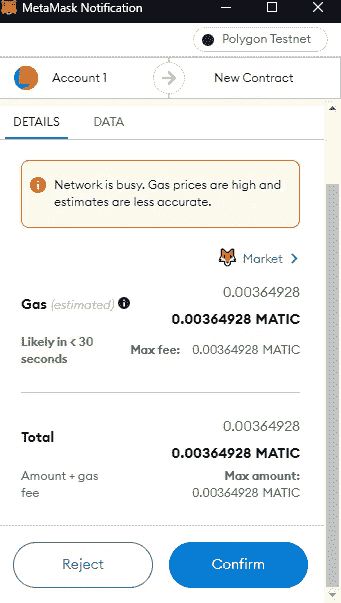 MetaMask Notification
Polygon Testnet
Account 1
New Contract
DETAILS
DATA
Network is busy. Gas prices are high and
estimates are less accurate.
Market
0.00364928
Gas (estimated)
0.00364928 MATIC
Likely in < 30
seconds
Max fee: 0.00364928 MATIC
0.00364928
Total
0.00364928 MATIC
Amount + gas
fee
Max amount:
0.00364928 MATIC
Reject
Confirm